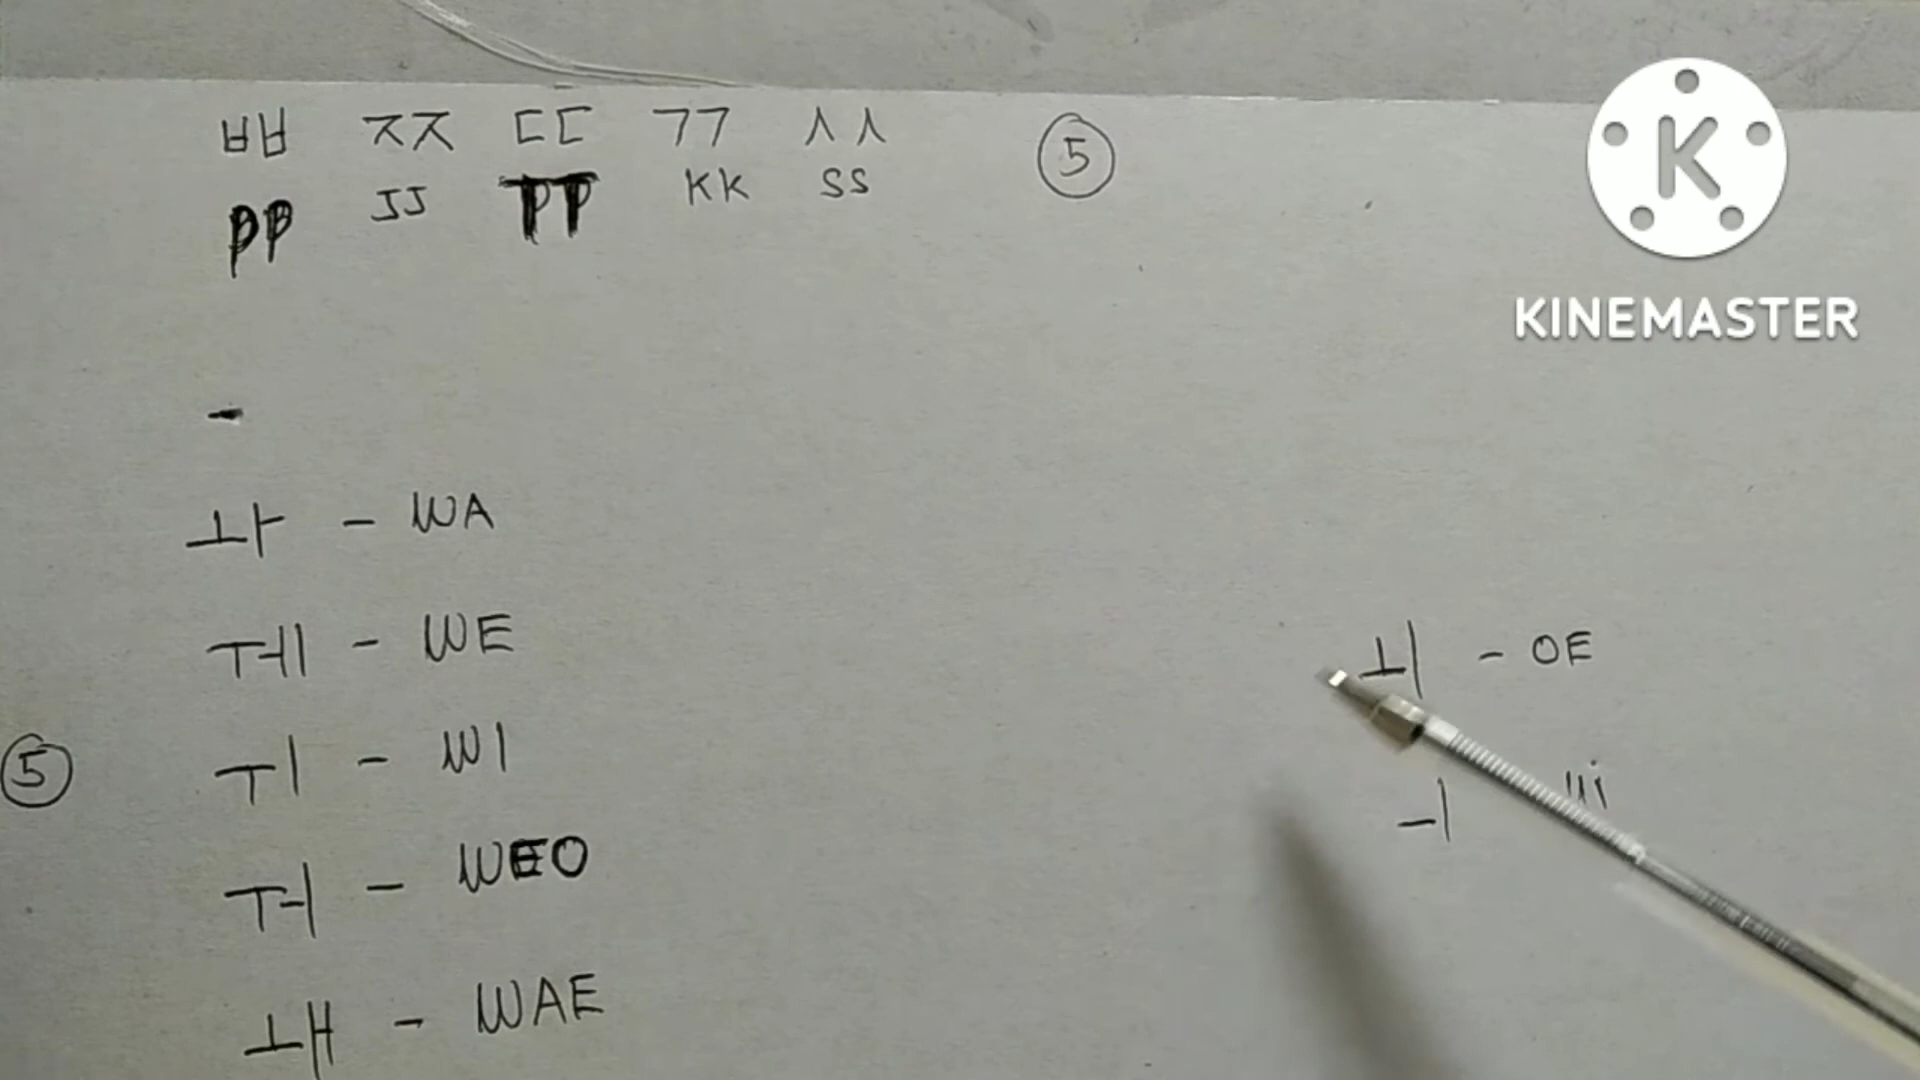 ㅃ ㅉ ㄸ ㄲ ㅆ ⑤
PP JJ TT KK SS
KINEMASTER
-
ㅘ - WA
ㅞ - WE
ㅚ - OE
⑤ ㅟ - WI
ㅢ
ㅝ - WEO
ㅙ - WAE